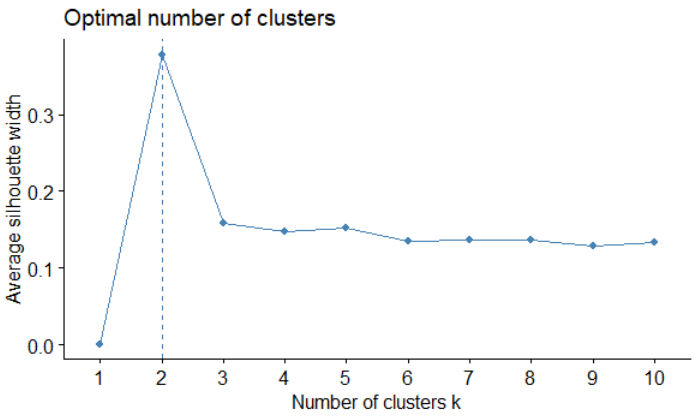 Optimal number of clusters
Average silhouette width
0.3
0.2
0.1
0.0
1 2 3 4 5 6 7 8 9 10
Number of clusters k